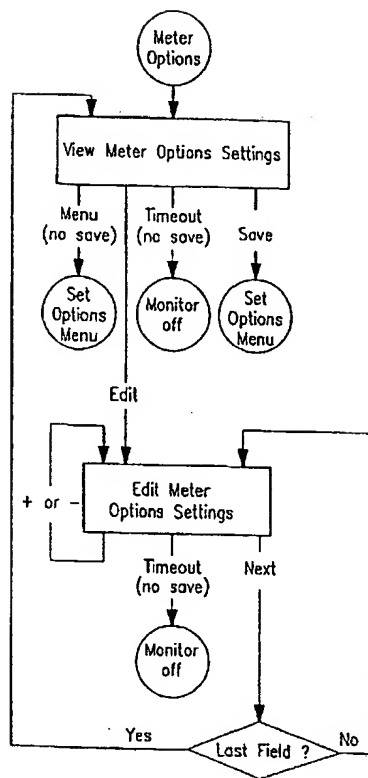 Meter
Options
View Meter Options Settings
Menu
(no save)
Timeout
(no save)
Save
Set
Options
Menu
Monitor
off
Set
Options
Menu
Edit
+ or -
Edit Meter
Options Settings
Timeout
(no save)
Next
Monitor
off
Yes
Last Field ?
No